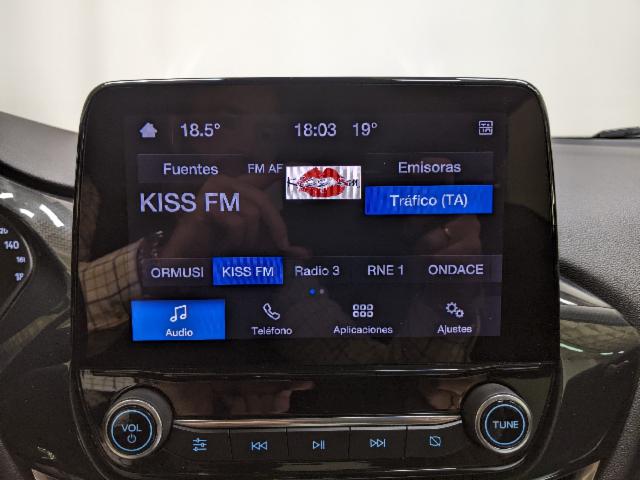 18.5° 18:03 19° TA
Fuentes FM AF Emisoras
KISS FM Tráfico (TA)
ORMUSI KISS FM Radio 3 RNE 1 ONDACE
Audio Teléfono Aplicaciones Ajustes
VOL TUNE
140